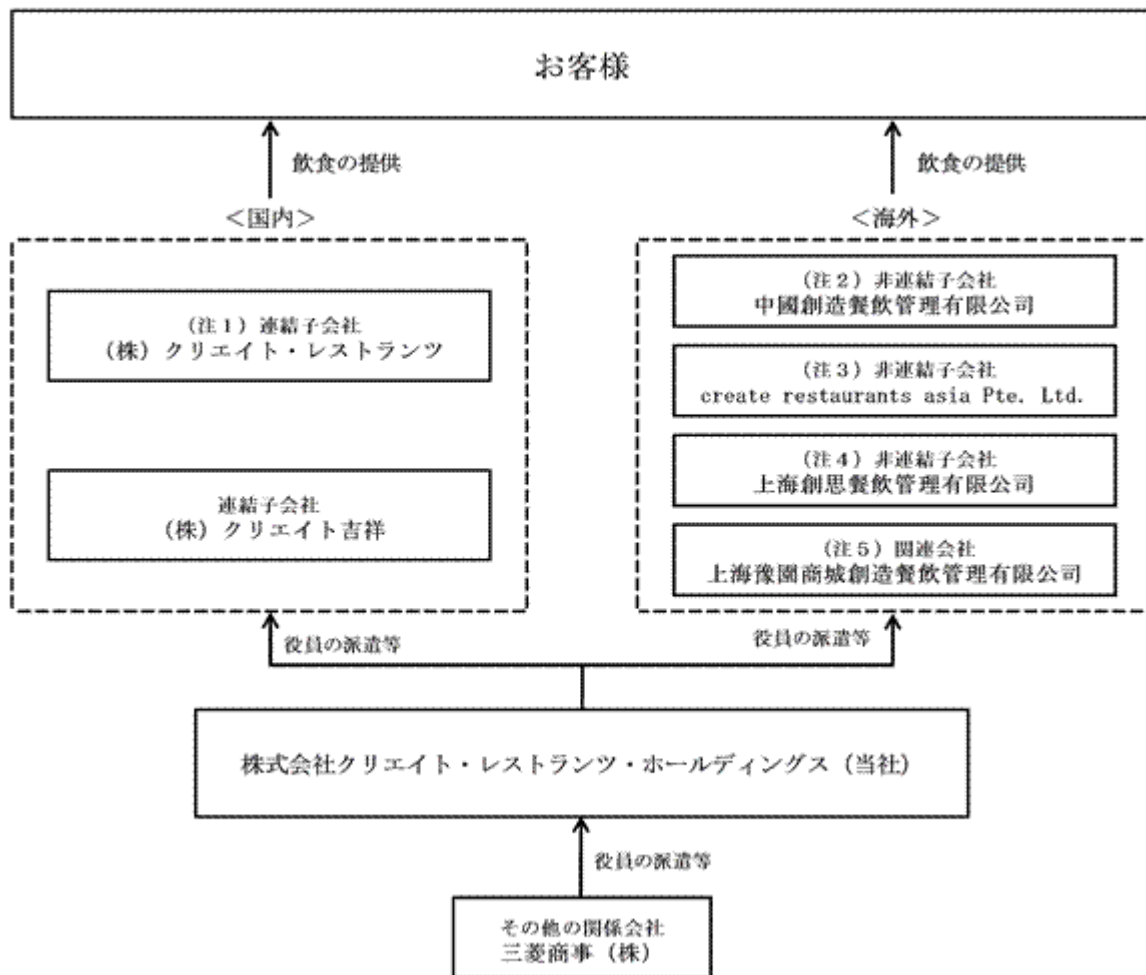 お客様
飲食の提供
飲食の提供
＜国内＞
＜海外＞
（注１）連結子会社
（株）クリエイト・レストランツ
連結子会社
（株）クリエイト吉祥
（注２）非連結子会社
中國創造餐飲管理有限公司
（注３）非連結子会社
create restaurants asia Pte. Ltd.
（注４）非連結子会社
上海創思餐飲管理有限公司
（注５）関連会社
上海豫園商城創造餐飲管理有限公司
役員の派遣等
役員の派遣等
株式会社クリエイト・レストランツ・ホールディングス（当社）
役員の派遣等
その他の関係会社
三菱商事（株）